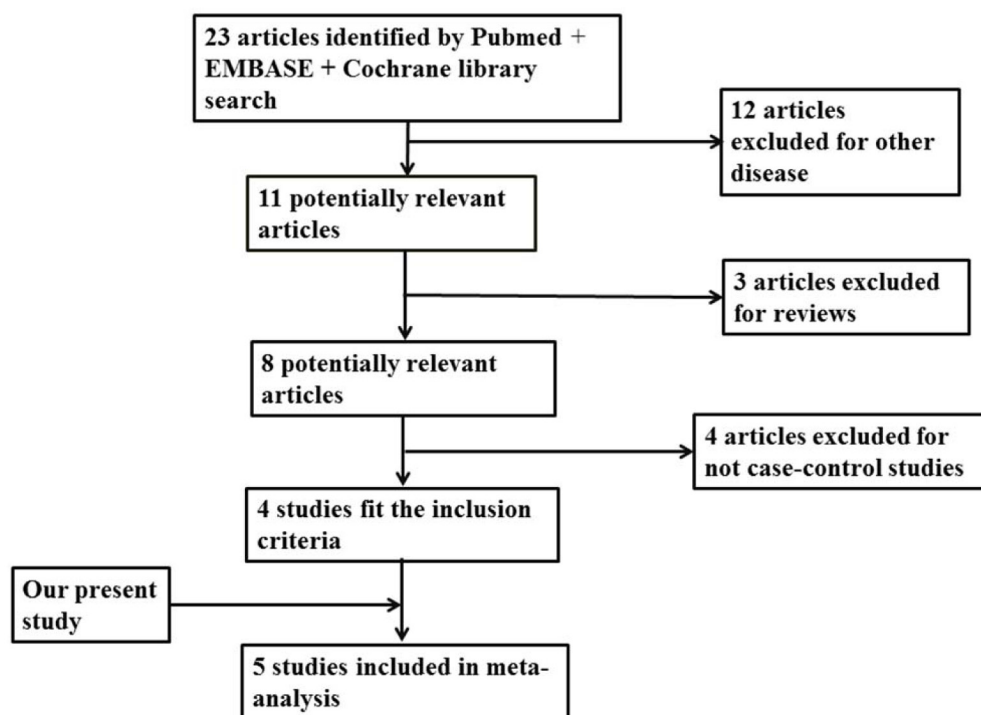 23 articles identified by Pubmed +
EMBASE + Cochrane library
search
12 articles
excluded for other
disease
11 potentially relevant
articles
3 articles excluded
for reviews
8 potentially relevant
articles
4 articles excluded for
not case-control studies
4 studies fit the inclusion
criteria
Our present
study
5 studies included in meta-
analysis